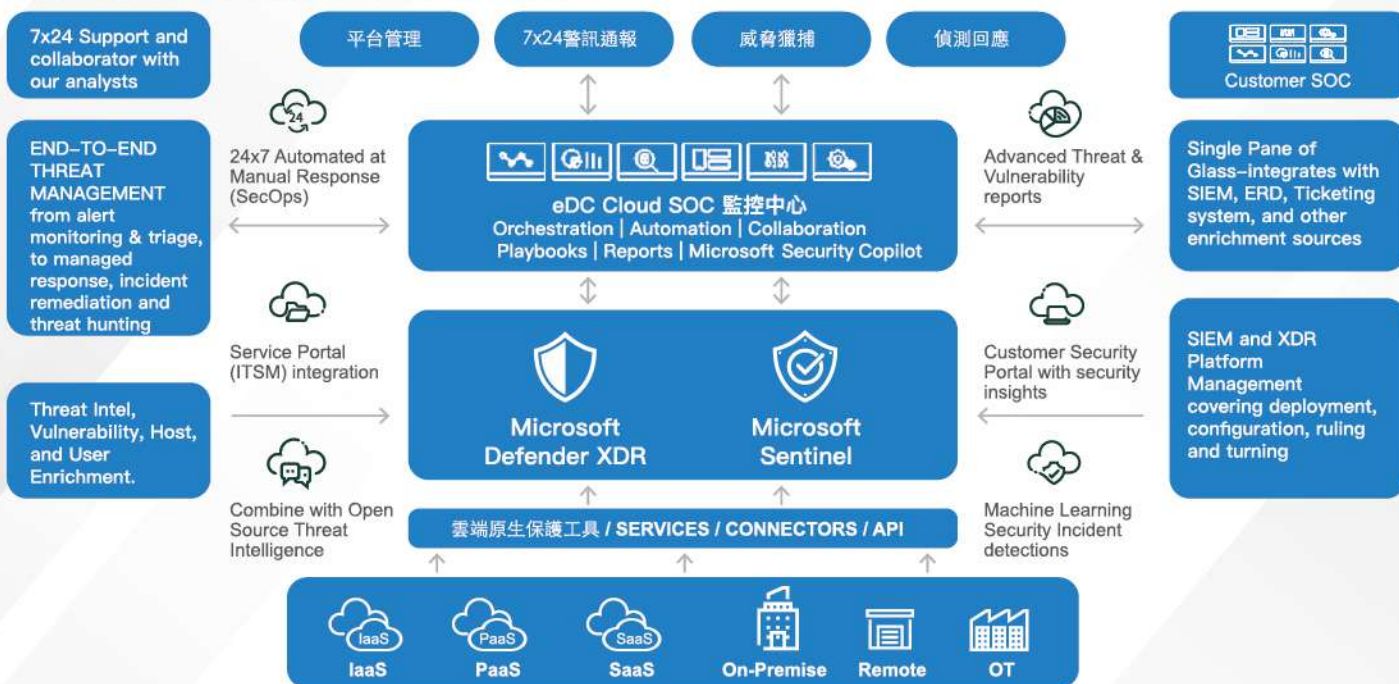 7x24 Support and
collaborator with
our analysts
平台管理
7x24警訊通報
威脅獵捕
偵測回應
Customer SOC
END-TO-END
THREAT
MANAGEMENT
from alert
monitoring & triage,
to managed
response, incident
remediation and
threat hunting
24
24x7 Automated at
Manual Response
(SecOps)
eDC Cloud SOC 監控中心
Orchestration | Automation | Collaboration
Playbooks | Reports | Microsoft Security Copilot
Advanced Threat &
Vulnerability
reports
Single Pane of
Glass-integrates with
SIEM, ERD, Ticketing
system, and other
enrichment sources
Service Portal
(ITSM) integration
Microsoft
Defender XDR
Microsoft
Sentinel
Customer Security
Portal with security
insights
SIEM and XDR
Platform
Management
covering deployment,
configuration, ruling
and turning
Threat Intel,
Vulnerability, Host,
and User
Enrichment.
Combine with Open
Source Threat
Intelligence
雲端原生保護工具 / SERVICES / CONNECTORS / API
Machine Learning
Security Incident
detections
IaaS
PaaS
SaaS
IaaS
PaaS
SaaS
On-Premise
Remote
OT